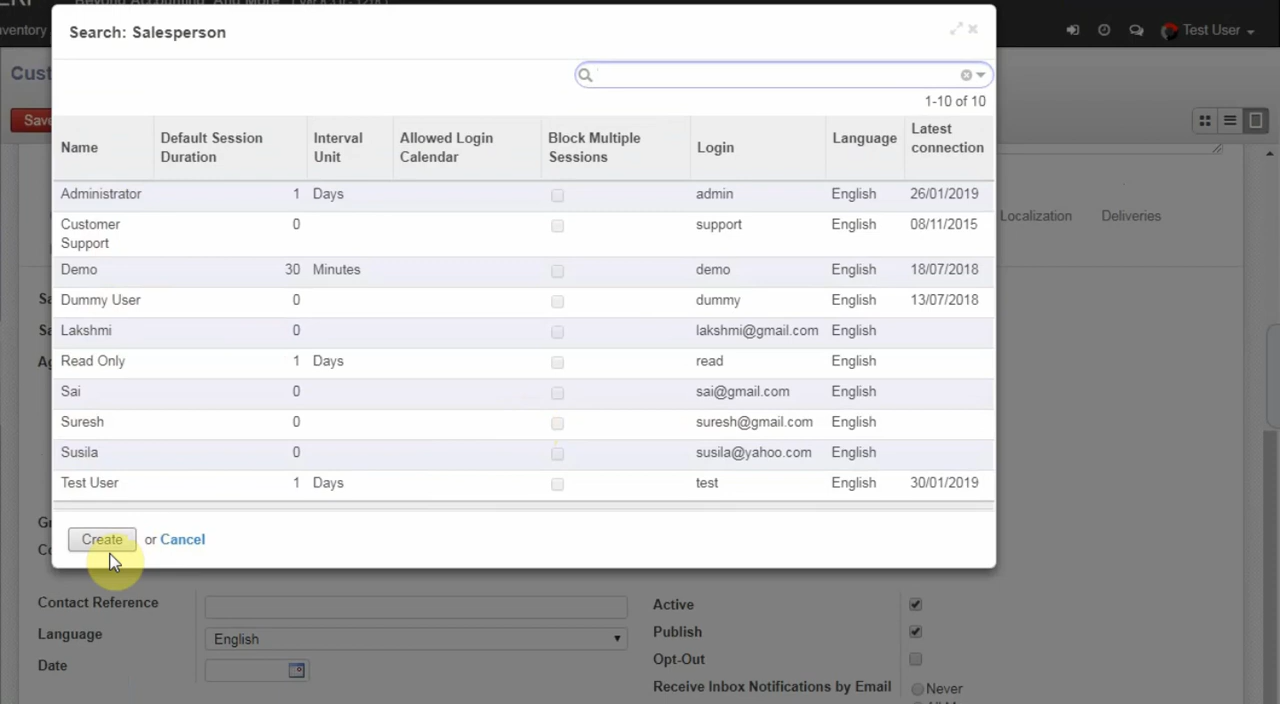 Search: Salesperson
nventory
Test User
Cust
1-10 of 10
Save
Name Default Session Duration Interval Unit Allowed Login Calendar Block Multiple Sessions Login Language Latest connection
Administrator 1 Days admin English 26/01/2019
Customer Support 0 support English 08/11/2015
Localization Deliveries
Demo 30 Minutes demo English 18/07/2018
Dummy User 0 dummy English 13/07/2018
Lakshmi 0 lakshmi@gmail.com English
Read Only 1 Days read English
Sai 0 sai@gmail.com English
Suresh 0 suresh@gmail.com English
Susila 0 susila@yahoo.com English
Test User 1 Days test English 30/01/2019
Create or Cancel
Contact Reference
Language English
Date
Active
Publish
Opt-Out
Receive Inbox Notifications by Email Never